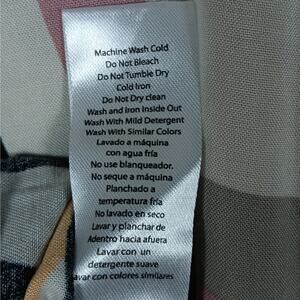 Machine Wash Cold
Do Not Bleach
Do Not Tumble Dry
Cold Iron
Do Not Dry clean
Wash and Iron Inside Out
Wash With Mild Detergent
Wash With Similar Colors
Lavado a máquina
con agua fría
No use blanqueador.
No seque a máquina
Planchado a
temperatura fría
No lavado en seco
Lavar y planchar de
Adentro hacia afuera
Lavar con un
detergente suave
avar con colores similares